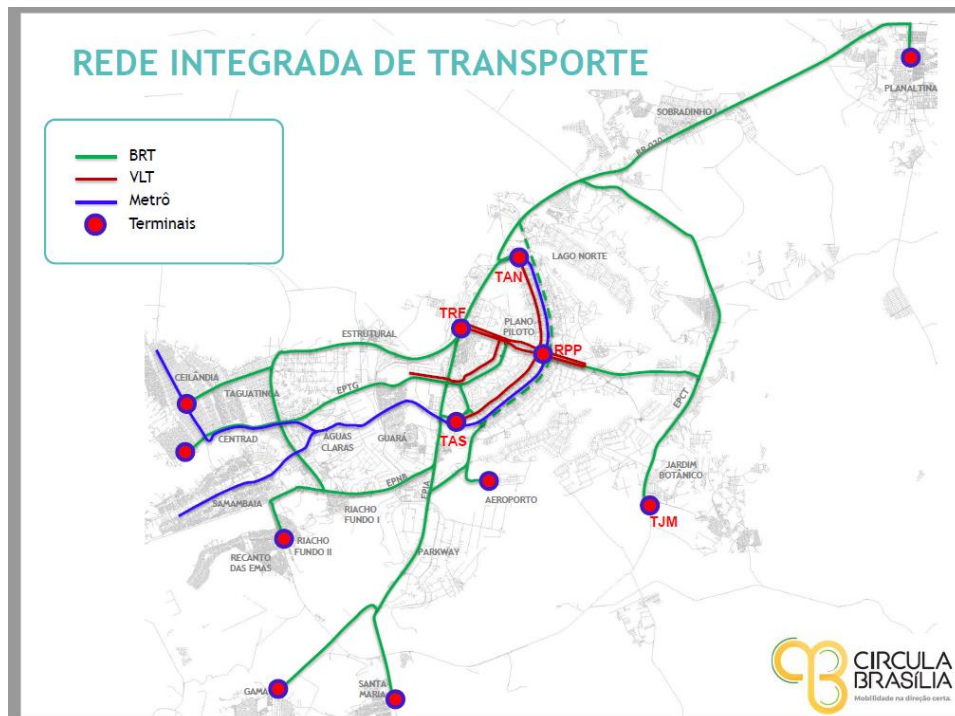 REDE INTEGRADA DE TRANSPORTE
BRT
VLT
Metrô
Terminais
PLANALTINA
SOBRADINHO I
BR 020
LAGO NORTE
TAN
TRF
PLANO
PILOTO
RPP
ESTRUTURAL
CEILÂNDIA
TAGUATINGA
EPTG
EPCT
CENTRAD
ÁGUAS
CLARAS
GUARÁ
TAS
JARDIM
BOTÂNICO
SAMAMBAIA
EPNB
EPIA
AEROPORTO
RIACHO
FUNDO I
TJM
RIACHO
FUNDO II
RECANTO
DAS EMAS
PARKWAY
GAMA
SANTA
MARIA
CIRCULA
BRASÍLIA
Mobilidade na direção certa.